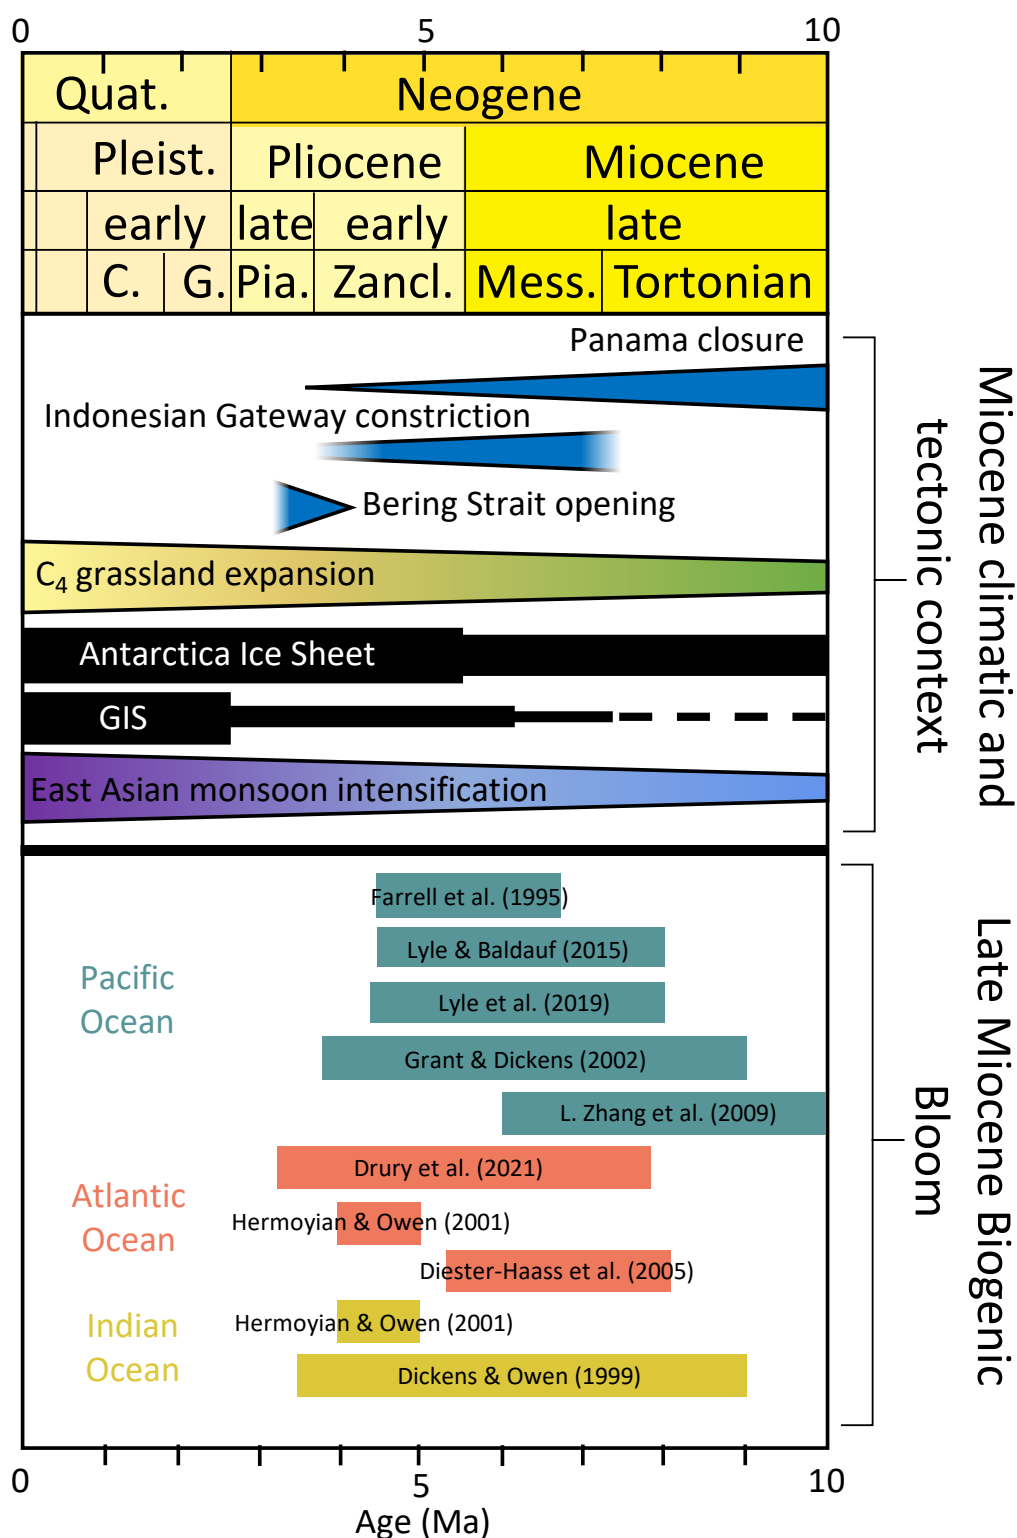 0 5 10
Quat. Neogene
Pleist. Pliocene Miocene
early late early late
C. G. Pia. Zancl. Mess. Tortonian
Panama closure
Indonesian Gateway constriction
Bering Strait opening
C₄ grassland expansion
Antarctica Ice Sheet
GIS
East Asian monsoon intensification
Miocene climatic and
tectonic context
Farrell et al. (1995)
Lyle & Baldauf (2015)
Pacific
Ocean
Lyle et al. (2019)
Grant & Dickens (2002)
L. Zhang et al. (2009)
Drury et al. (2021)
Atlantic
Ocean
Hermoyian & Owen (2001)
Diester-Haass et al. (2005)
Indian
Ocean
Hermoyian & Owen (2001)
Dickens & Owen (1999)
Late Miocene Biogenic
Bloom
0 5 10
Age (Ma)